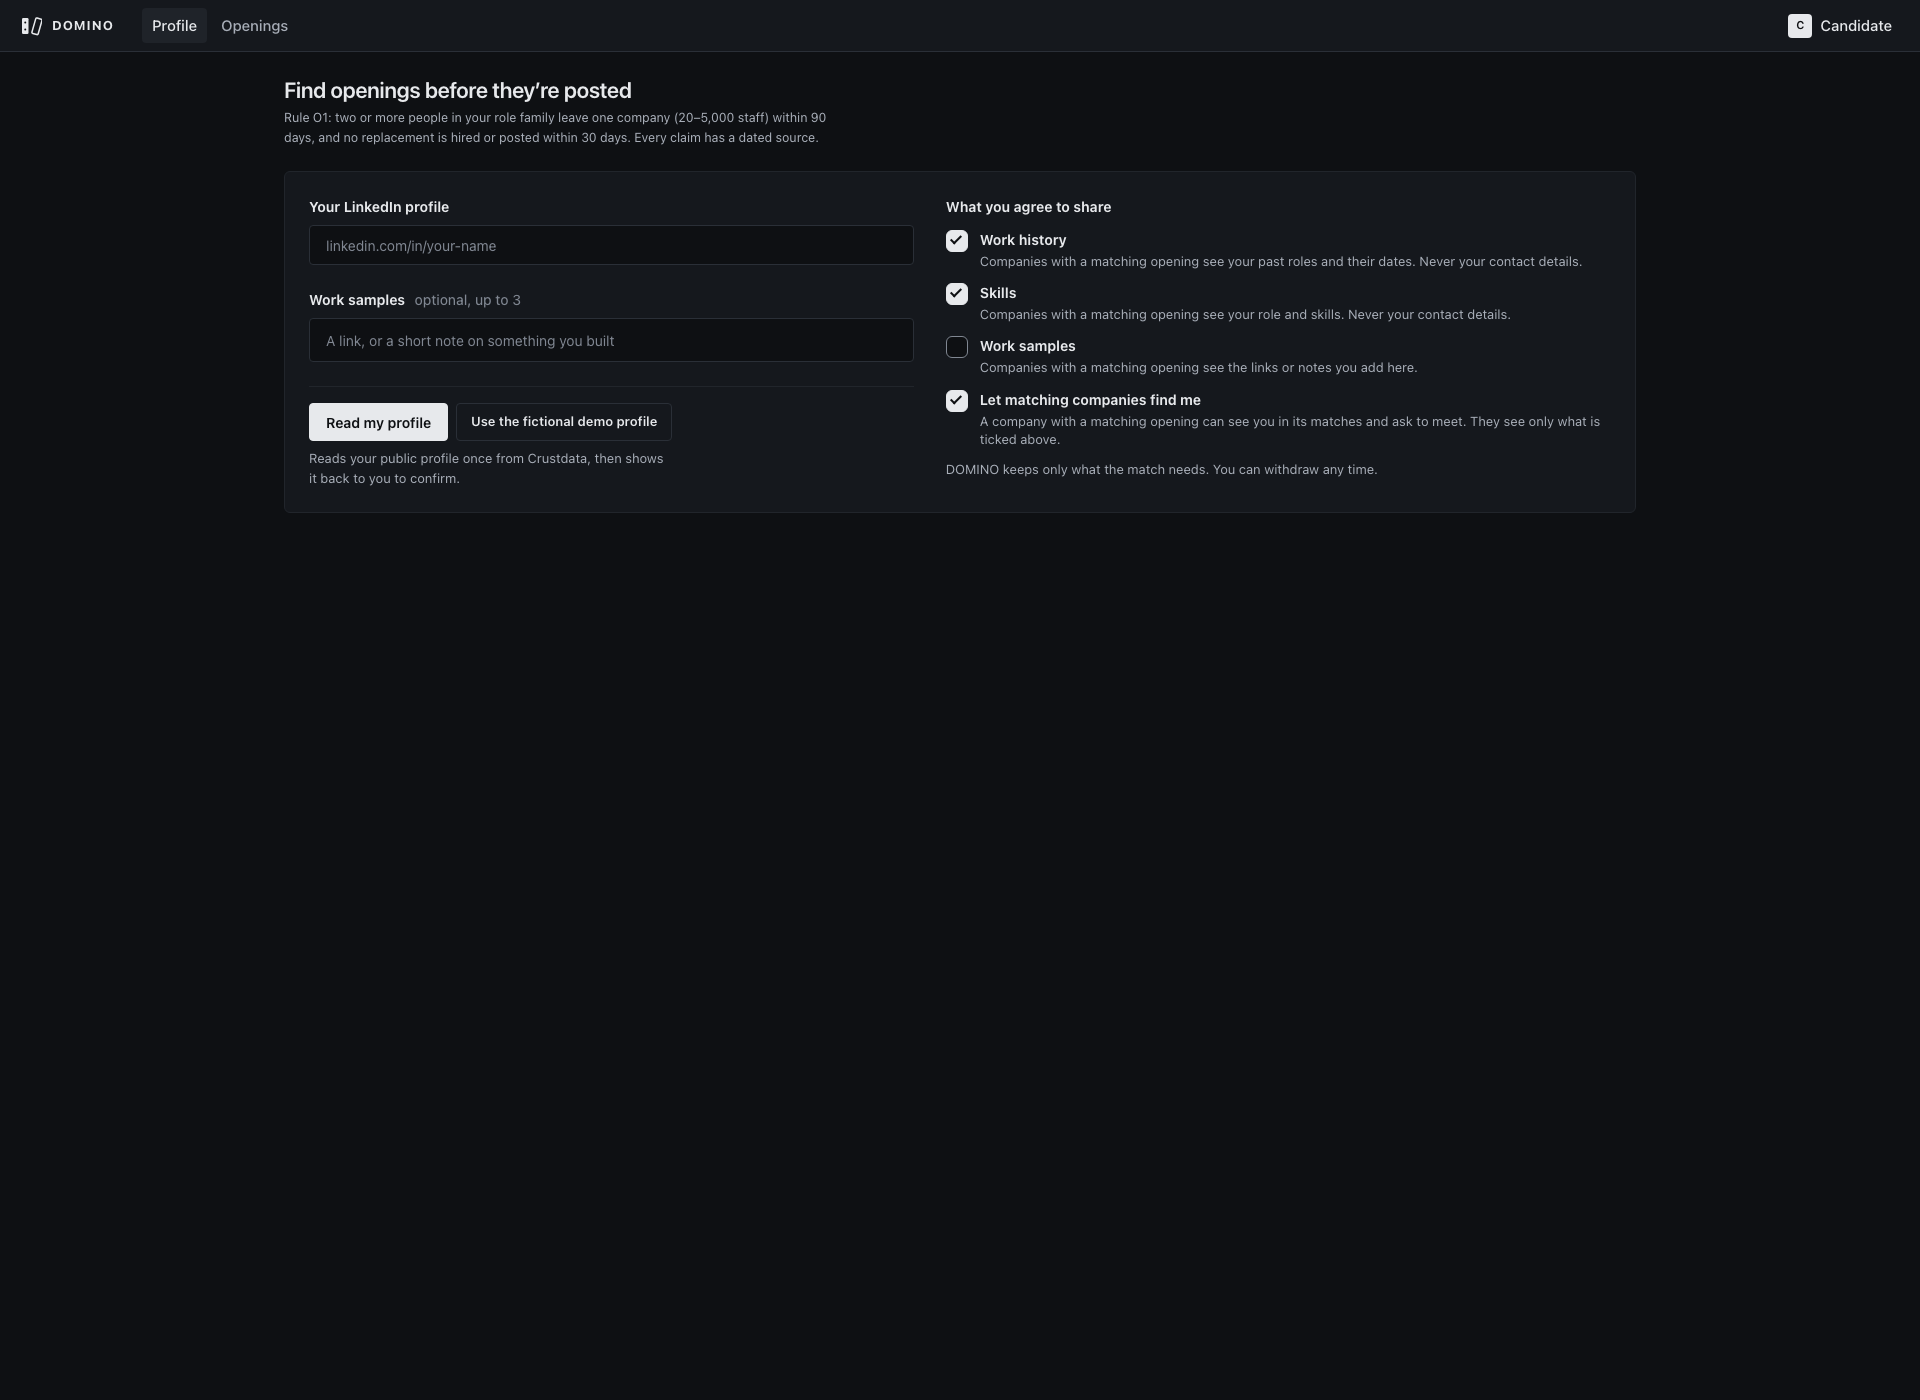 DOMINO
Profile
Openings
C
Candidate
Find openings before they’re posted
Rule O1: two or more people in your role family leave one company (20–5,000 staff) within 90
days, and no replacement is hired or posted within 30 days. Every claim has a dated source.
Your LinkedIn profile
linkedin.com/in/your-name
Work samples optional, up to 3
A link, or a short note on something you built
Read my profile
Use the fictional demo profile
Reads your public profile once from Crustdata, then shows
it back to you to confirm.
What you agree to share
Work history
Companies with a matching opening see your past roles and their dates. Never your contact details.
Skills
Companies with a matching opening see your role and skills. Never your contact details.
Work samples
Companies with a matching opening see the links or notes you add here.
Let matching companies find me
A company with a matching opening can see you in its matches and ask to meet. They see only what is
ticked above.
DOMINO keeps only what the match needs. You can withdraw any time.